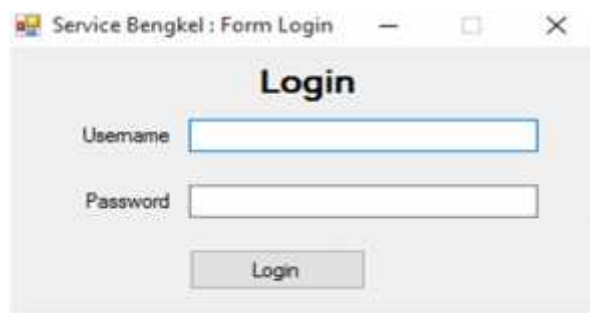 Service Bengkel : Form Login
Login
Username
Password
Login